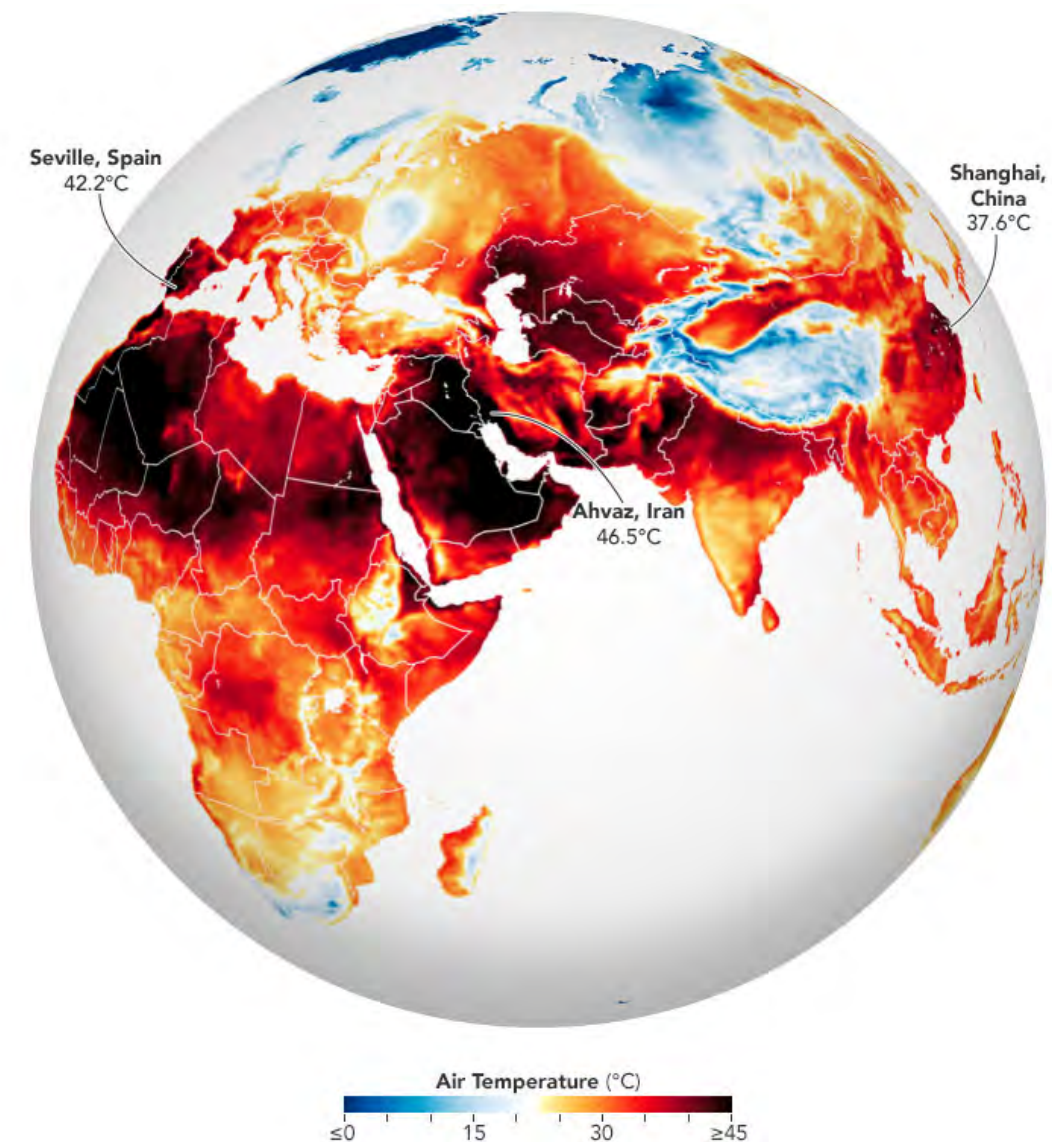 Seville, Spain
42.2°C
Shanghai,
China
37.6°C
Ahvaz, Iran
46.5°C
Air Temperature (°C)
≤0 15 30 ≥45